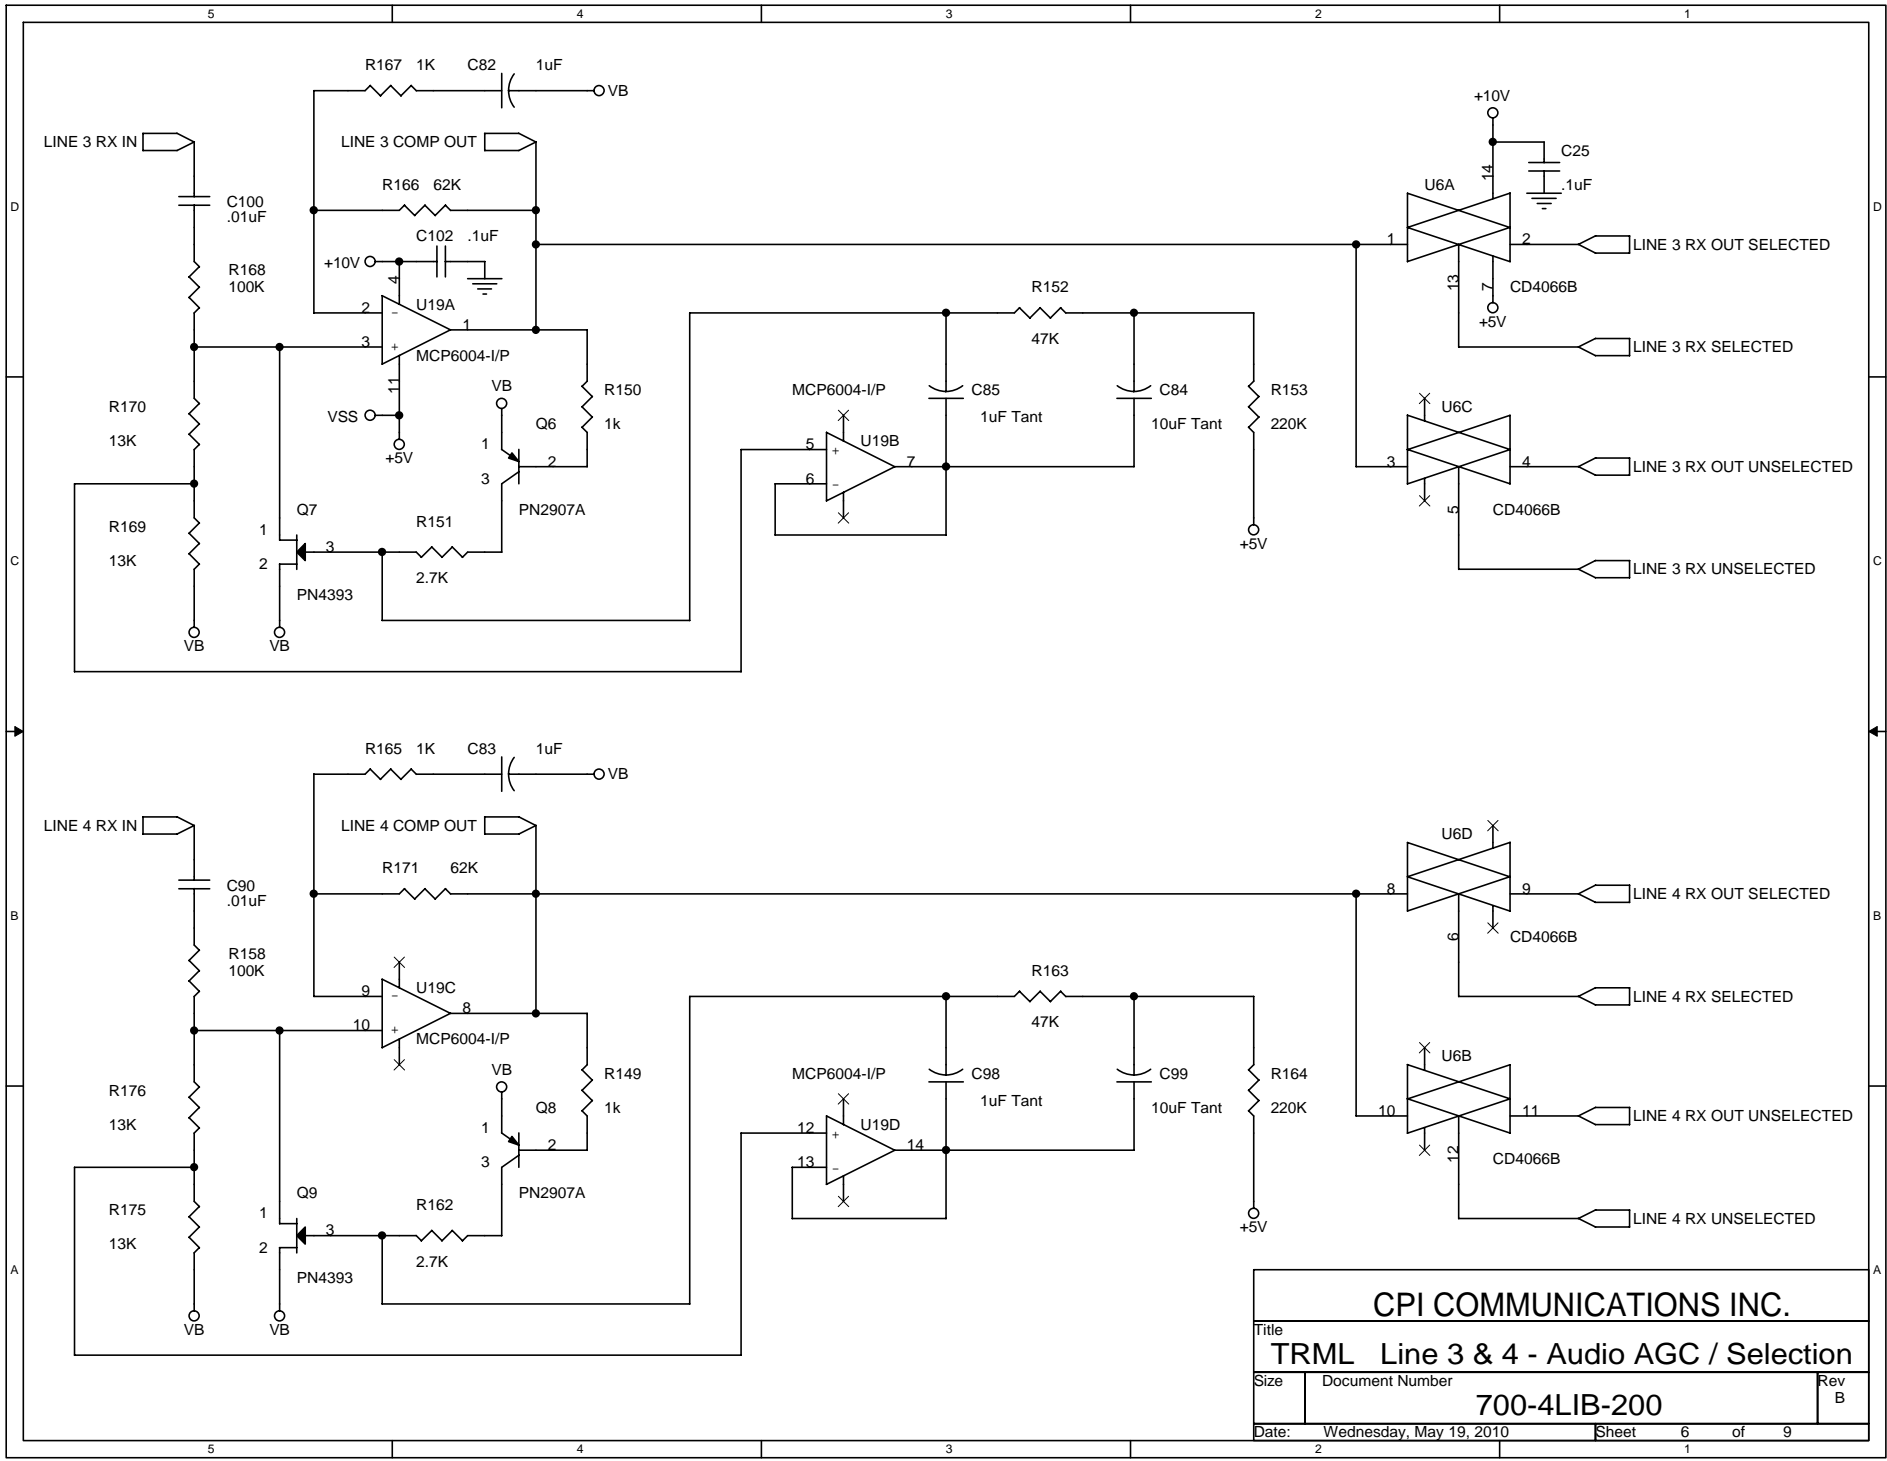 5 4 3 2 1
R167 1K C82 1uF
VB
LINE 3 RX IN
LINE 3 COMP OUT
C100
.01uF
R166 62K
C102 .1uF
+10V
4
R168
100K
U19A
2
3
1
-
+
MCP6004-I/P
11
VSS
+5V
R170
13K
R169
13K
VB
Q7
1
2
3
PN4393
VB
R151
2.7K
VB
Q6
1
2
3
PN2907A
R150
1k
R152
47K
MCP6004-I/P
U19B
5
6
7
+
-
C85
1uF Tant
C84
10uF Tant
R153
220K
+5V
+10V
C25
.1uF
14
U6A
1
2
13
7
+5V
CD4066B
LINE 3 RX OUT SELECTED
LINE 3 RX SELECTED
U6C
3
4
5
CD4066B
LINE 3 RX OUT UNSELECTED
LINE 3 RX UNSELECTED
R165 1K C83 1uF
VB
LINE 4 RX IN
LINE 4 COMP OUT
C90
.01uF
R171 62K
R158
100K
U19C
9
10
8
-
+
MCP6004-I/P
R176
13K
R175
13K
VB
Q9
1
2
3
PN4393
VB
R162
2.7K
VB
Q8
1
2
3
PN2907A
R149
1k
R163
47K
MCP6004-I/P
U19D
12
13
14
+
-
C98
1uF Tant
C99
10uF Tant
R164
220K
+5V
U6D
8
9
6
CD4066B
LINE 4 RX OUT SELECTED
LINE 4 RX SELECTED
U6B
10
11
12
CD4066B
LINE 4 RX OUT UNSELECTED
LINE 4 RX UNSELECTED
D D
C C
B B
A A
CPI COMMUNICATIONS INC.
Title
TRML Line 3 & 4 - Audio AGC / Selection
Size Document Number Rev
700-4LIB-200 B
Date: Wednesday, May 19, 2010 Sheet 6 of 9
5 4 3 2 1